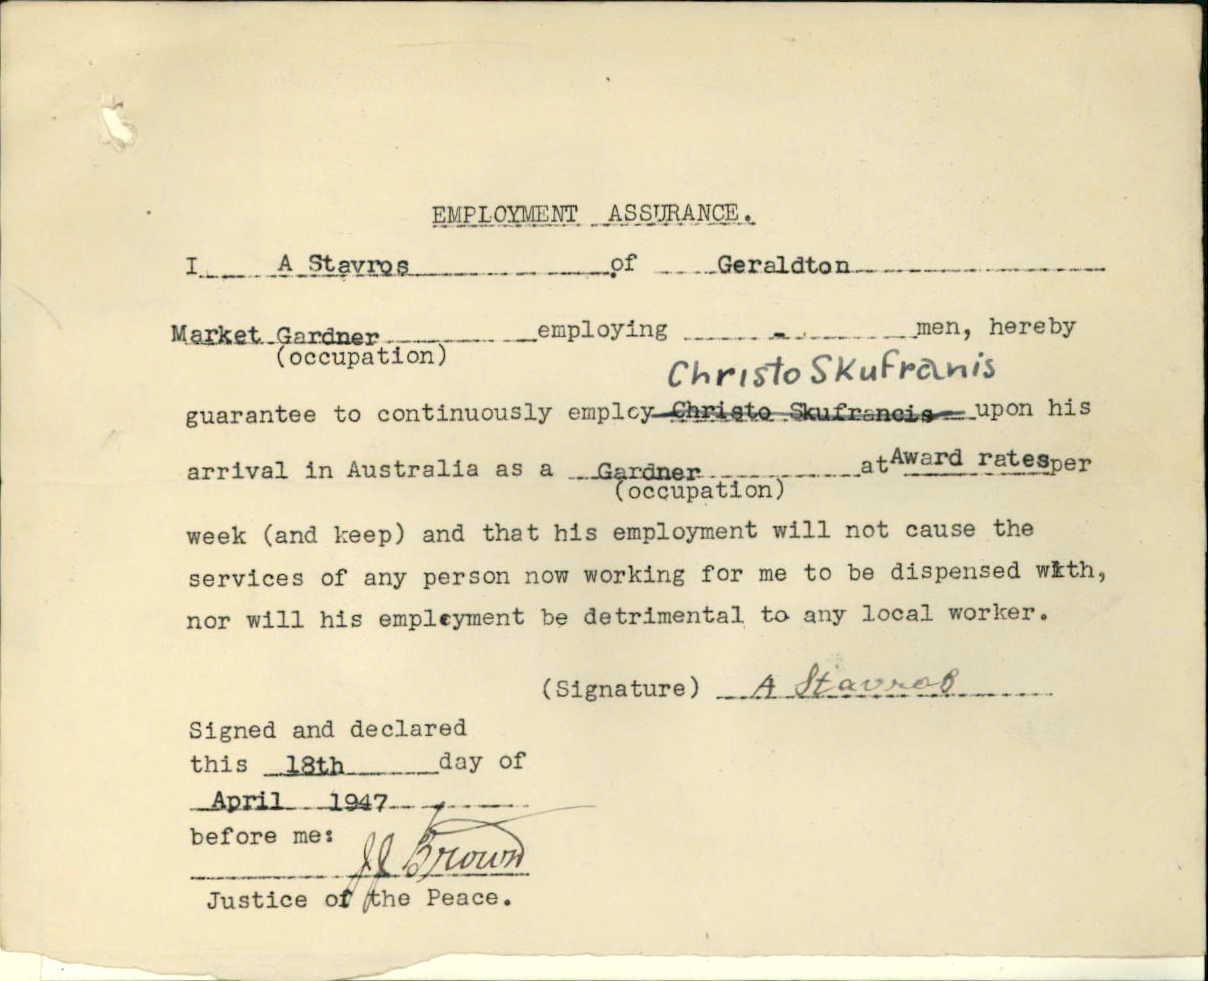 EMPLOYMENT ASSURANCE.
I A Stavros of Geraldton
Market Gardner employing - men, hereby
(occupation)
Christo Skufranis
guarantee to continuously employ Christo Skufrancis upon his
arrival in Australia as a Gardner at Award rates per
(occupation)
week (and keep) and that his employment will not cause the
services of any person now working for me to be dispensed with,
nor will his employment be detrimental to any local worker.
(Signature) A Stavros
Signed and declared
this 18th day of
April 1947
before me:
JJ Brown
Justice of the Peace.